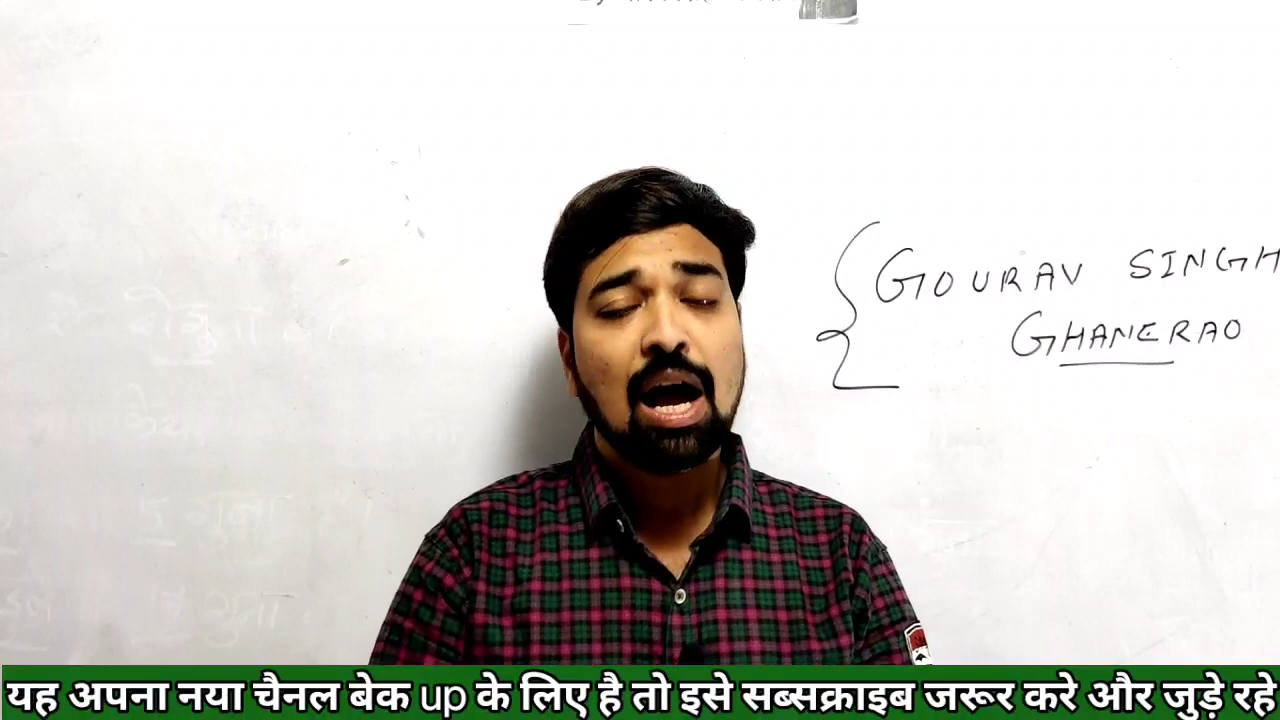 GOURAV SINGH
GHANERAO
यह अपना नया चैनल बेक up के लिए है तो इसे सब्सक्राइब जरूर करे और जुड़े रहे